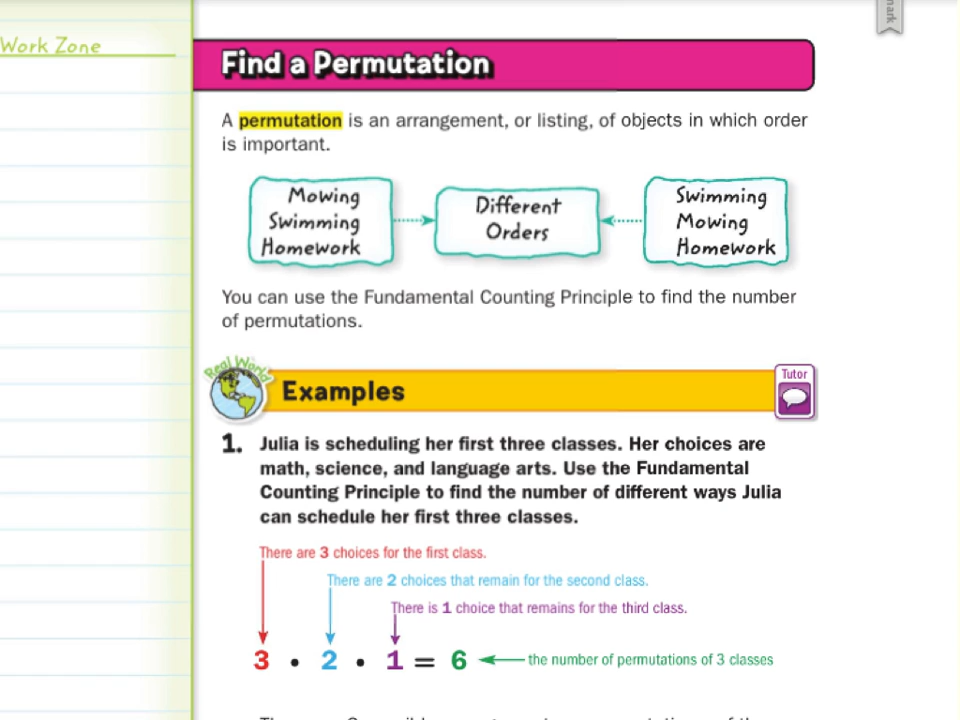 mark
Work Zone
Find a Permutation
A permutation is an arrangement, or listing, of objects in which order
is important.
Mowing
Swimming
Homework
Different
Orders
Swimming
Mowing
Homework
You can use the Fundamental Counting Principle to find the number
of permutations.
Real World
Examples
Tutor
1. Julia is scheduling her first three classes. Her choices are
math, science, and language arts. Use the Fundamental
Counting Principle to find the number of different ways Julia
can schedule her first three classes.
There are 3 choices for the first class.
There are 2 choices that remain for the second class.
There is 1 choice that remains for the third class.
3 • 2 • 1 = 6 the number of permutations of 3 classes